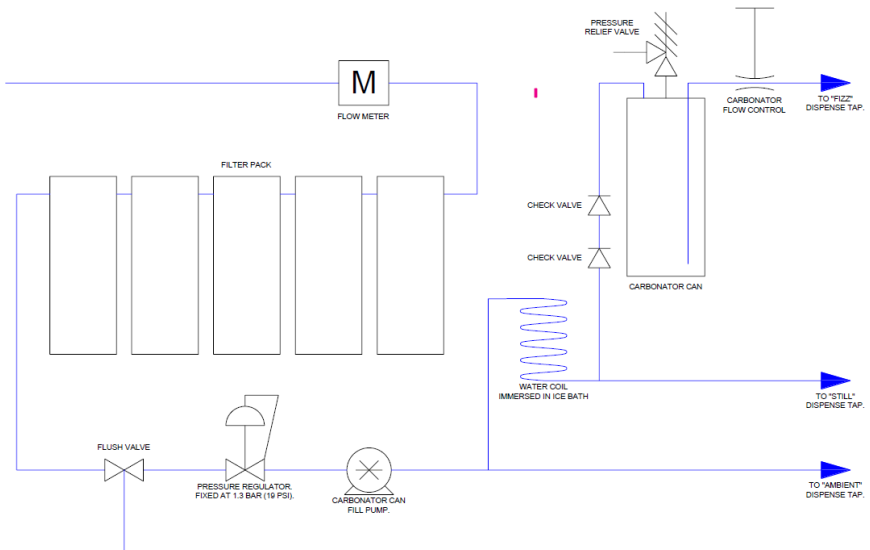 PRESSURE
RELIEF VALVE
M
FLOW METER
CARBONATOR
FLOW CONTROL
TO "FIZZ"
DISPENSE TAP.
FILTER PACK
CHECK VALVE
CHECK VALVE
CARBONATOR CAN
WATER COIL
IMMERSED IN ICE BATH
TO "STILL"
DISPENSE TAP.
FLUSH VALVE
PRESSURE REGULATOR.
FIXED AT 1.3 BAR (19 PSI).
CARBONATOR CAN
FILL PUMP.
TO "AMBIENT"
DISPENSE TAP.